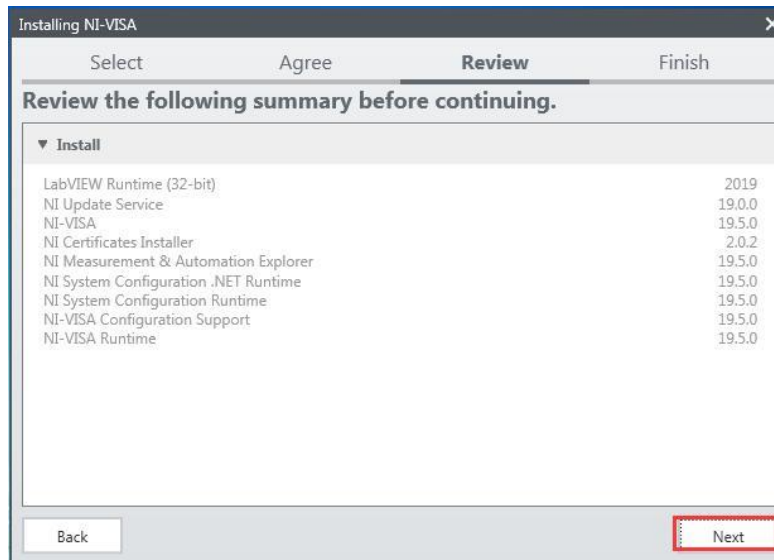 Installing NI-VISA
Select Agree Review Finish
Review the following summary before continuing.
Install
LabVIEW Runtime (32-bit) 2019
NI Update Service 19.0.0
NI-VISA 19.5.0
NI Certificates Installer 2.0.2
NI Measurement & Automation Explorer 19.5.0
NI System Configuration .NET Runtime 19.5.0
NI System Configuration Runtime 19.5.0
NI-VISA Configuration Support 19.5.0
NI-VISA Runtime 19.5.0
Back Next